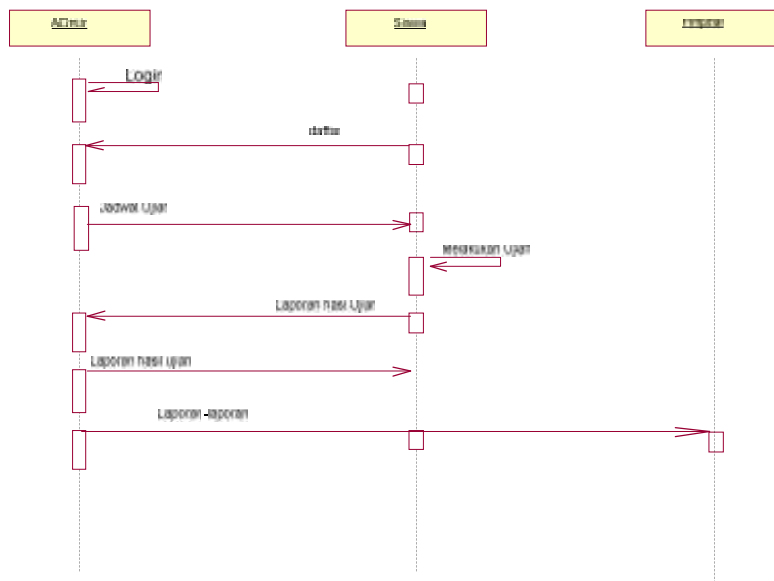 Admin
Siswa
Login
daftar
Jadwal Ujian
Melakukan Ujian
Laporan hasil Ujian
Laporan hasil ujian
Laporan -laporan